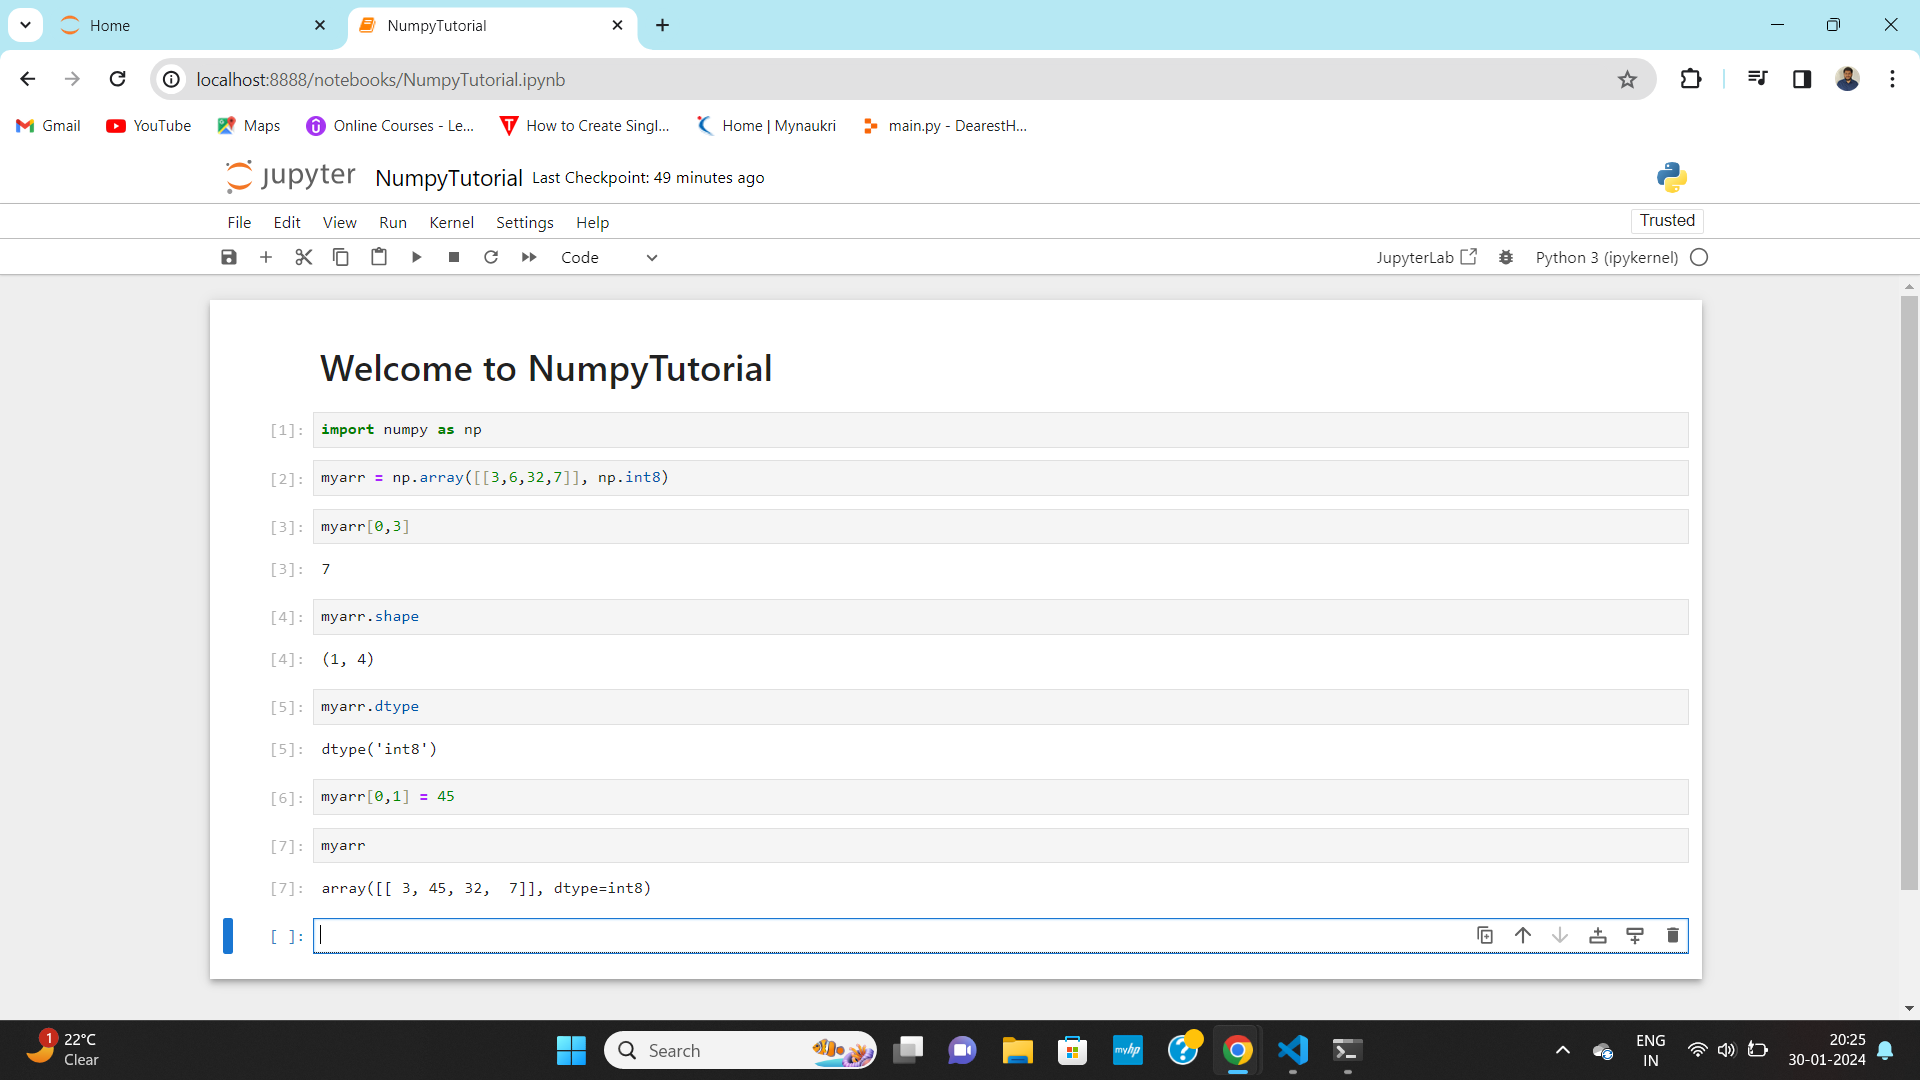 Home
NumpyTutorial
localhost:8888/notebooks/NumpyTutorial.ipynb
Gmail YouTube Maps Online Courses - Le... How to Create Singl... Home | Mynaukri main.py - DearestH...
jupyter NumpyTutorial Last Checkpoint: 49 minutes ago
File Edit View Run Kernel Settings Help Trusted
Code JupyterLab Python 3 (ipykernel)
Welcome to NumpyTutorial
[1]: import numpy as np
[2]: myarr = np.array([[3,6,32,7]], np.int8)
[3]: myarr[0,3]
[3]: 7
[4]: myarr.shape
[4]: (1, 4)
[5]: myarr.dtype
[5]: dtype('int8')
[6]: myarr[0,1] = 45
[7]: myarr
[7]: array([[ 3, 45, 32,  7]], dtype=int8)
[ ]:
1
22°C
Clear
Search
myhp
1
ENG
IN
20:25
30-01-2024